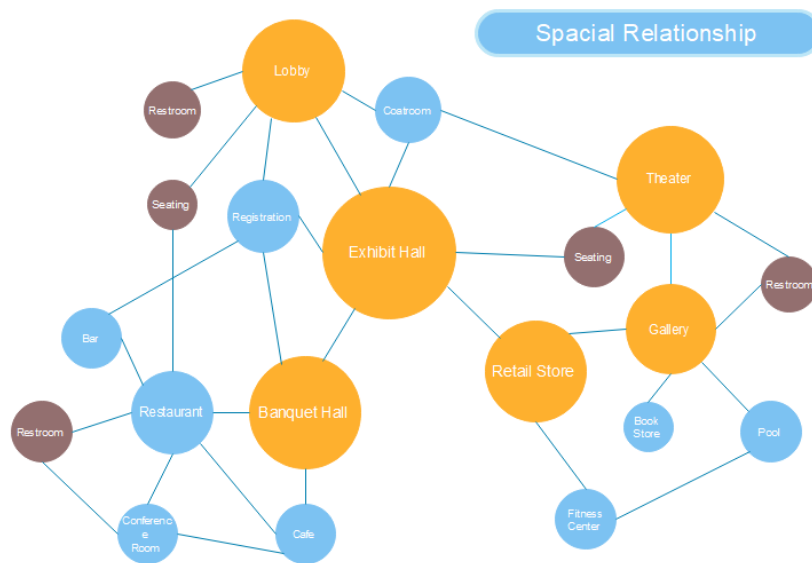 Spacial Relationship
Lobby
Restroom
Coatroom
Theater
Seating
Registration
Exhibit Hall
Seating
Restroom
Bar
Gallery
Retail Store
Restaurant
Banquet Hall
Restroom
Book
Store
Pool
Conferenc
e
Room
Cafe
Fitness
Center